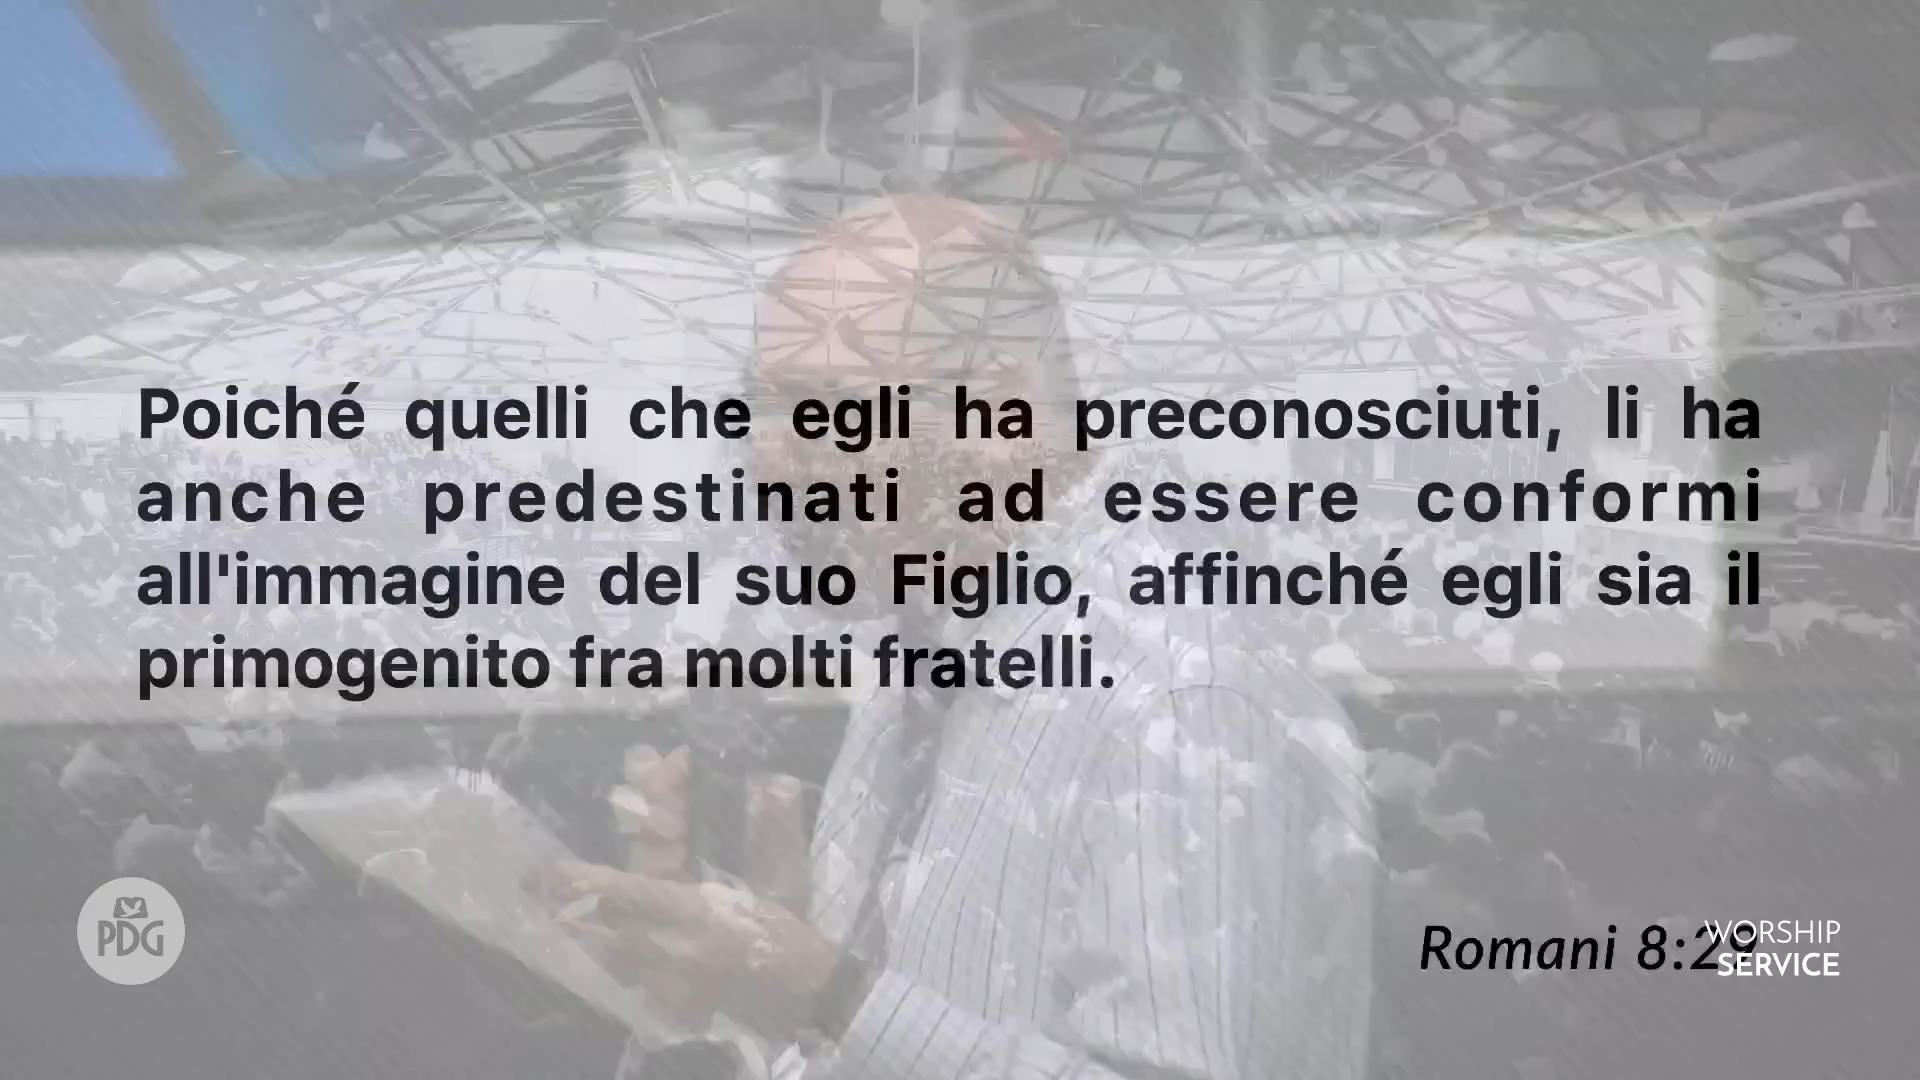 Poiché quelli che egli ha preconosciuti, li ha
anche predestinati ad essere conformi
all'immagine del suo Figlio, affinché egli sia il
primogenito fra molti fratelli.
PDG
Romani 8:29
WORSHIP
SERVICE